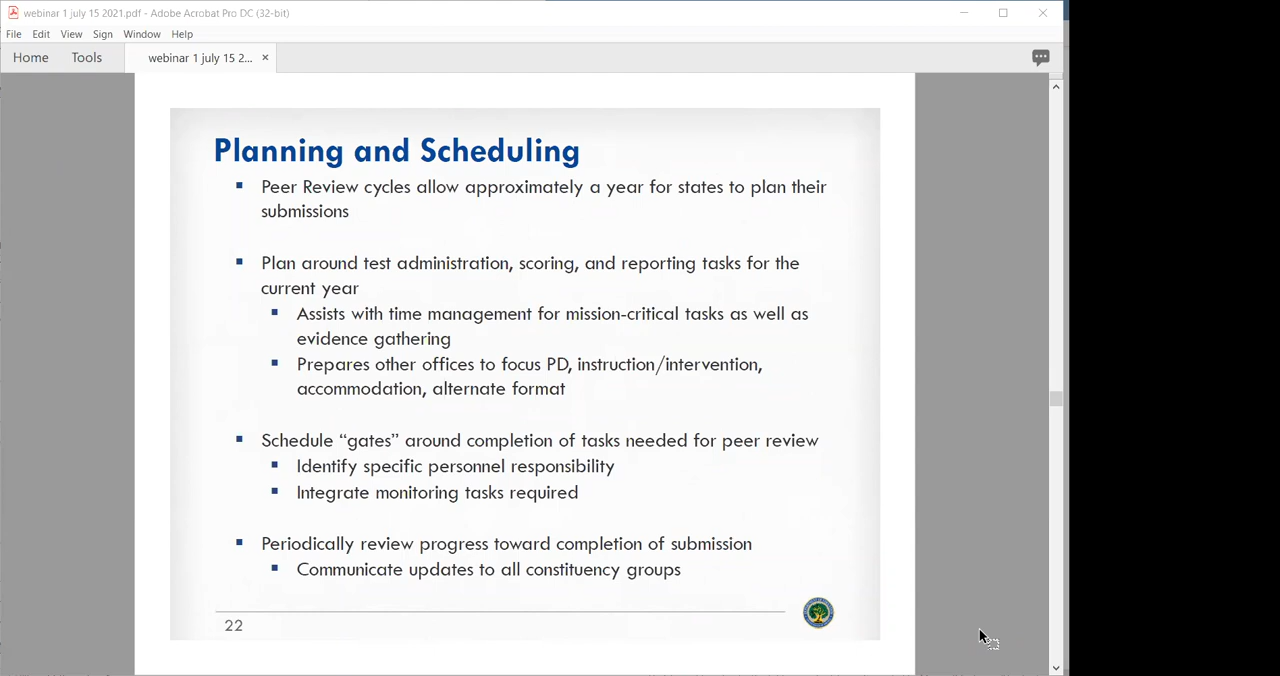 webinar 1 july 15 2021.pdf - Adobe Acrobat Pro DC (32-bit)
File Edit View Sign Window Help
Home Tools webinar 1 july 15 2... ×
Planning and Scheduling
Peer Review cycles allow approximately a year for states to plan their
submissions
Plan around test administration, scoring, and reporting tasks for the
current year
Assists with time management for mission-critical tasks as well as
evidence gathering
Prepares other offices to focus PD, instruction/intervention,
accommodation, alternate format
Schedule “gates” around completion of tasks needed for peer review
Identify specific personnel responsibility
Integrate monitoring tasks required
Periodically review progress toward completion of submission
Communicate updates to all constituency groups
22